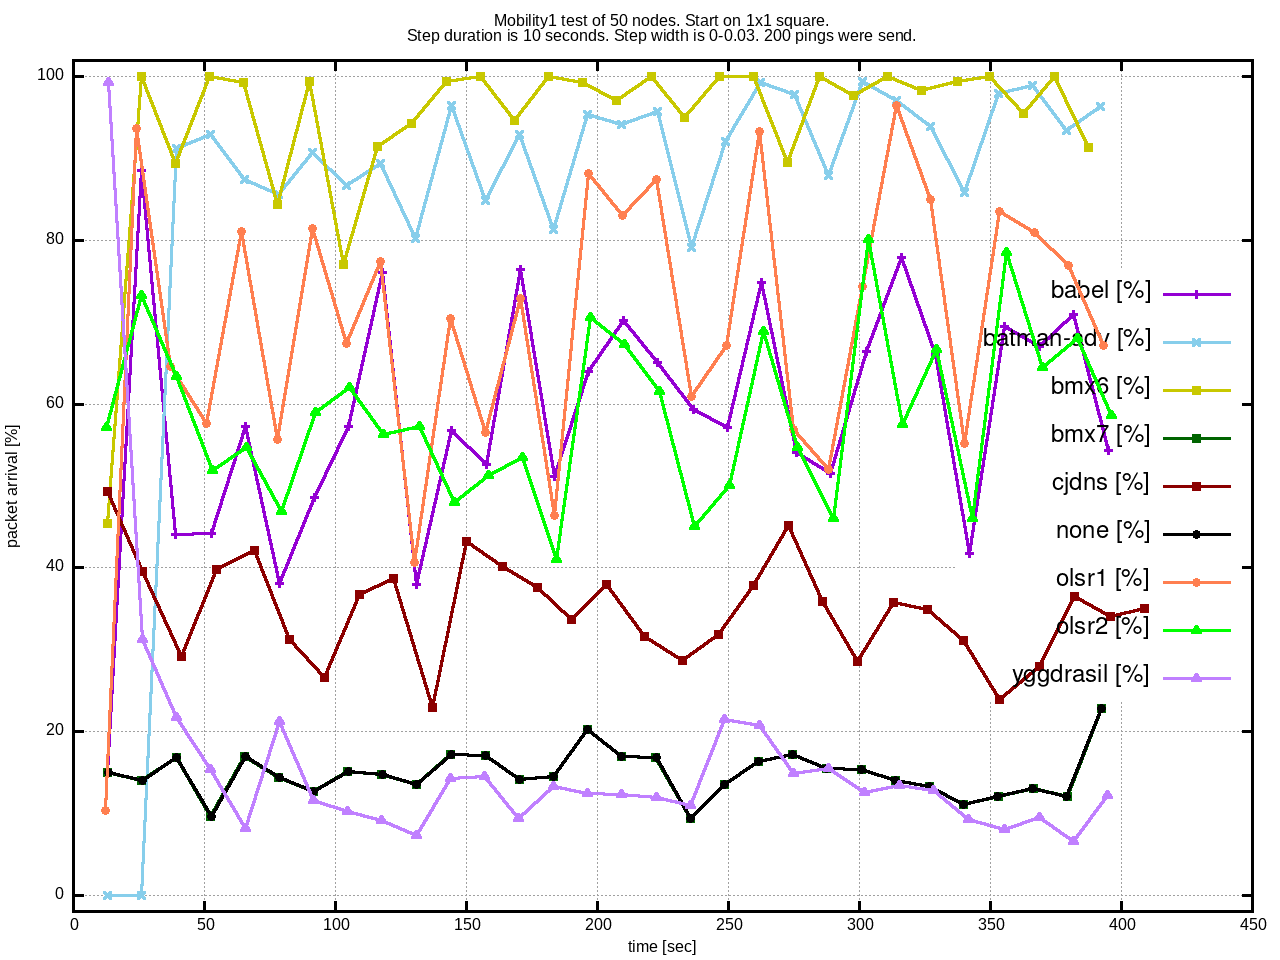 Mobility1 test of 50 nodes. Start on 1x1 square.
Step duration is 10 seconds. Step width is 0-0.03. 200 pings were send.
100
80
60
40
20
0
packet arrival [%]
babel [%]
batman-adv [%]
bmx6 [%]
bmx7 [%]
cjdns [%]
none [%]
olsr1 [%]
olsr2 [%]
yggdrasil [%]
0 50 100 150 200 250 300 350 400 450
time [sec]